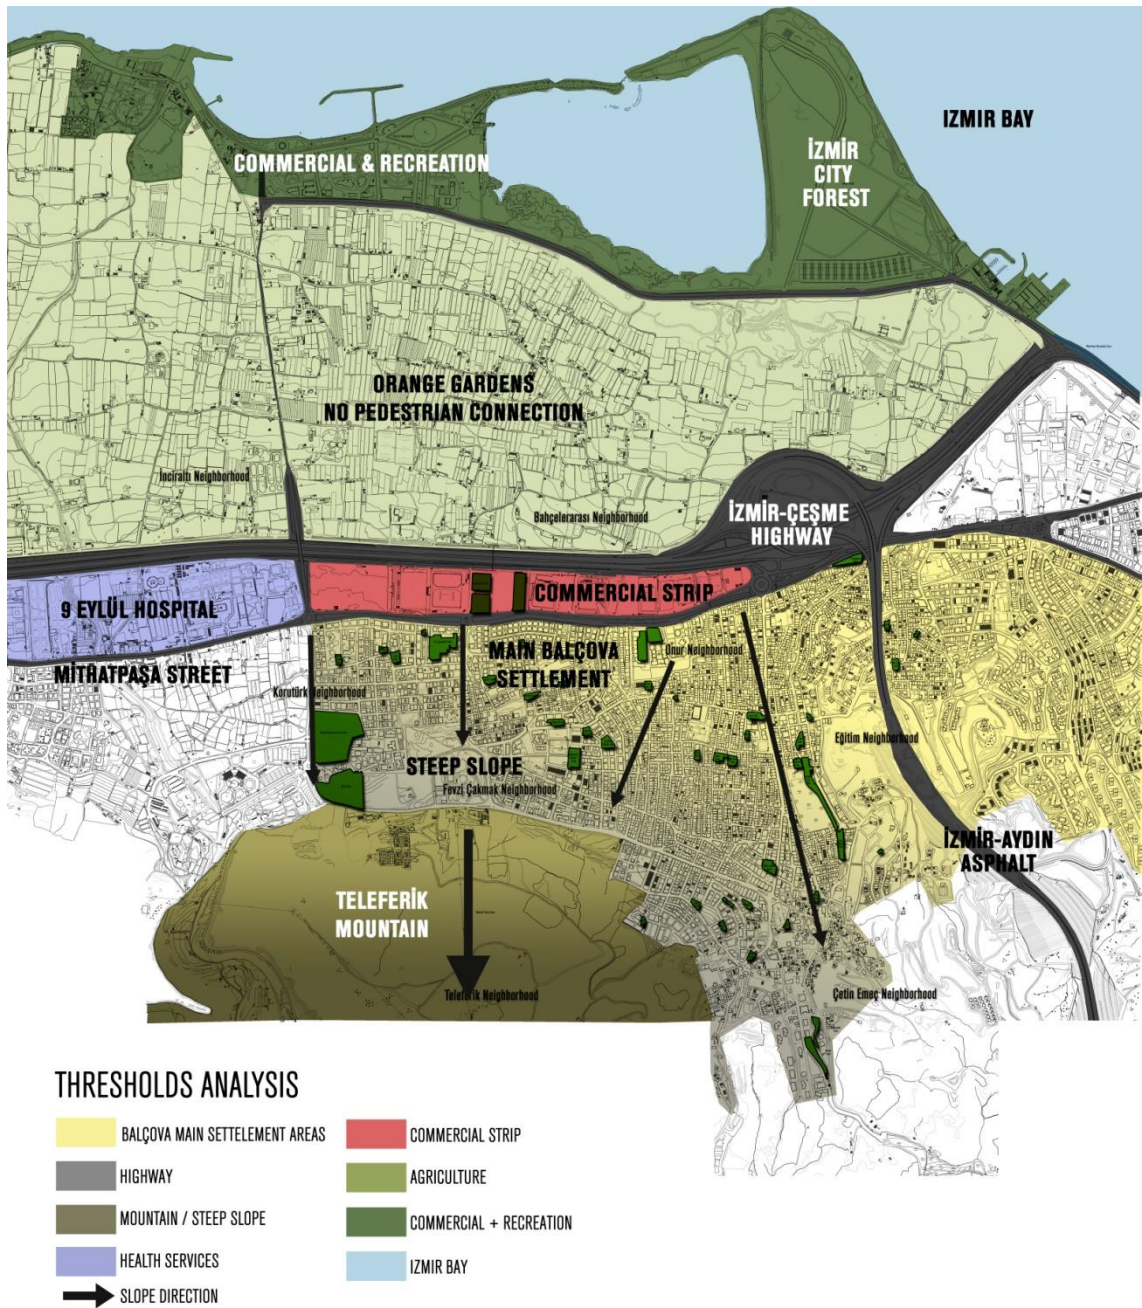 IZMIR BAY
İZMİR
CITY
FOREST
COMMERCIAL & RECREATION
ORANGE GARDENS
NO PEDESTRIAN CONNECTION
İnciraltı Neighborhood
Bahçelerarası Neighborhood
İZMİR-ÇEŞME
HIGHWAY
9 EYLÜL HOSPITAL
COMMERCIAL STRIP
MİTHATPAŞA STREET
MAIN BALÇOVA
SETTLEMENT
Onur Neighborhood
Korutürk Neighborhood
Eğitim Neighborhood
STEEP SLOPE
Fevzi Çakmak Neighborhood
İZMİR-AYDIN
ASPHALT
TELEFERİK
MOUNTAIN
Teleferik Neighborhood
Çetin Emeç Neighborhood
THRESHOLDS ANALYSIS
BALÇOVA MAIN SETTELEMENT AREAS
HIGHWAY
MOUNTAIN / STEEP SLOPE
HEALTH SERVICES
SLOPE DIRECTION
COMMERCIAL STRIP
AGRICULTURE
COMMERCIAL + RECREATION
IZMIR BAY